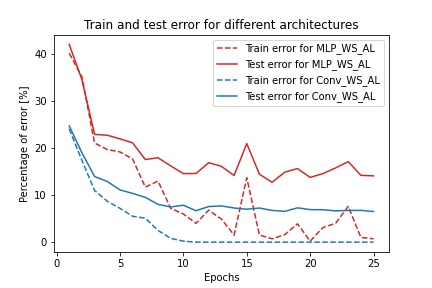 Train and test error for different architectures
Train error for MLP_WS_AL
Test error for MLP_WS_AL
Train error for Conv_WS_AL
Test error for Conv_WS_AL
Percentage of error [%]
40
30
20
10
0
0 5 10 15 20 25
Epochs